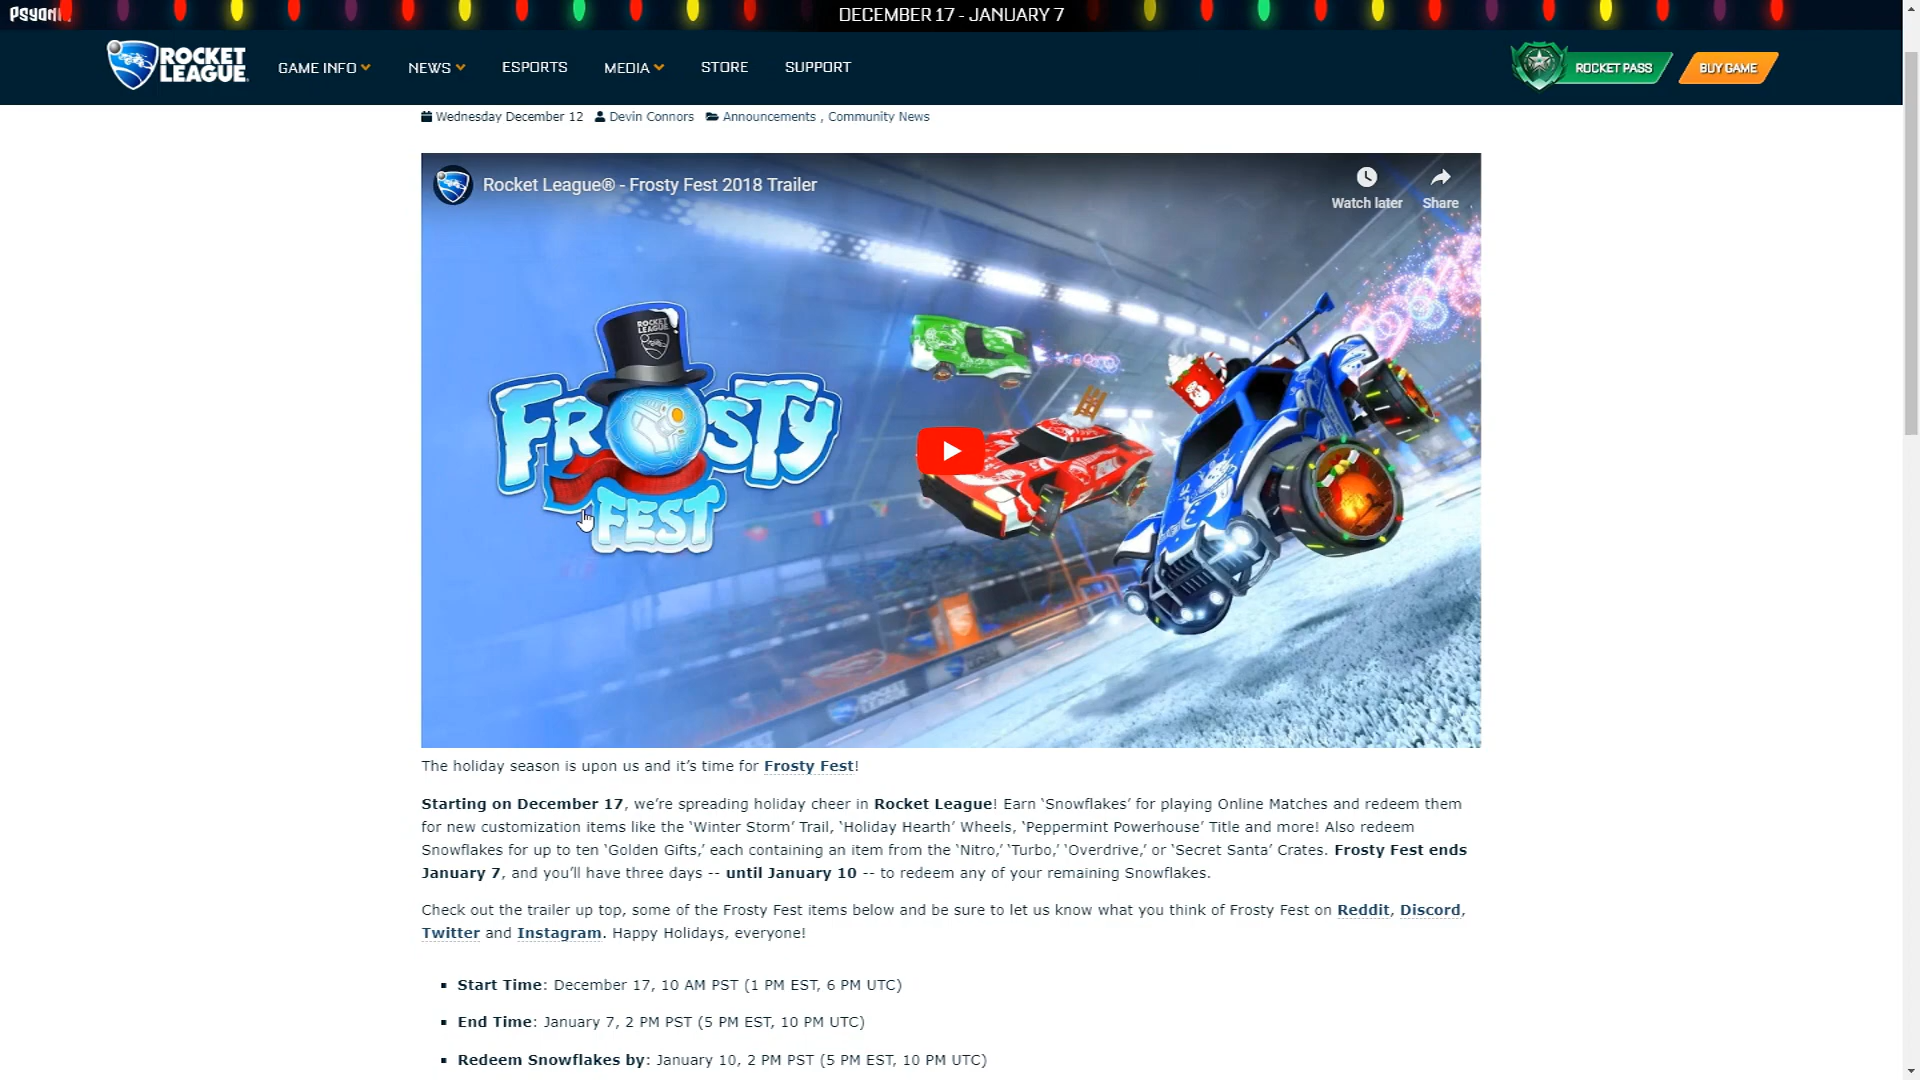 DECEMBER 17 - JANUARY 7
ROCKET LEAGUE
GAME INFO
NEWS
ESPORTS
MEDIA
STORE
SUPPORT
ROCKET PASS
BUY GAME
Wednesday December 12 Devin Connors Announcements , Community News
Rocket League® - Frosty Fest 2018 Trailer
Watch later
Share
ROCKET LEAGUE
FROSTY
FEST
The holiday season is upon us and it’s time for Frosty Fest!
Starting on December 17, we’re spreading holiday cheer in Rocket League! Earn ‘Snowflakes’ for playing Online Matches and redeem them
for new customization items like the ‘Winter Storm’ Trail, ‘Holiday Hearth’ Wheels, ‘Peppermint Powerhouse’ Title and more! Also redeem
Snowflakes for up to ten ‘Golden Gifts,’ each containing an item from the ‘Nitro,’ ‘Turbo,’ ‘Overdrive,’ or ‘Secret Santa’ Crates. Frosty Fest ends
January 7, and you’ll have three days -- until January 10 -- to redeem any of your remaining Snowflakes.
Check out the trailer up top, some of the Frosty Fest items below and be sure to let us know what you think of Frosty Fest on Reddit, Discord,
Twitter and Instagram. Happy Holidays, everyone!
Start Time: December 17, 10 AM PST (1 PM EST, 6 PM UTC)
End Time: January 7, 2 PM PST (5 PM EST, 10 PM UTC)
Redeem Snowflakes by: January 10, 2 PM PST (5 PM EST, 10 PM UTC)